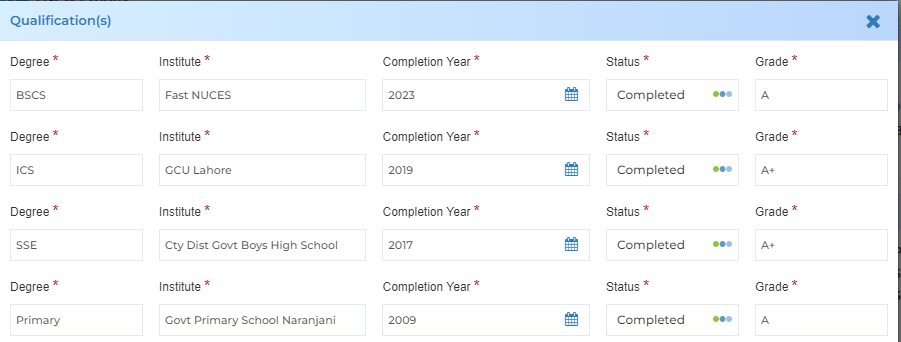 Qualification(s)
Degree * Institute * Completion Year * Status * Grade *
BSCS Fast NUCES 2023 Completed A
Degree * Institute * Completion Year * Status * Grade *
ICS GCU Lahore 2019 Completed A+
Degree * Institute * Completion Year * Status * Grade *
SSE Cty Dist Govt Boys High School 2017 Completed A+
Degree * Institute * Completion Year * Status * Grade *
Primary Govt Primary School Naranjani 2009 Completed A